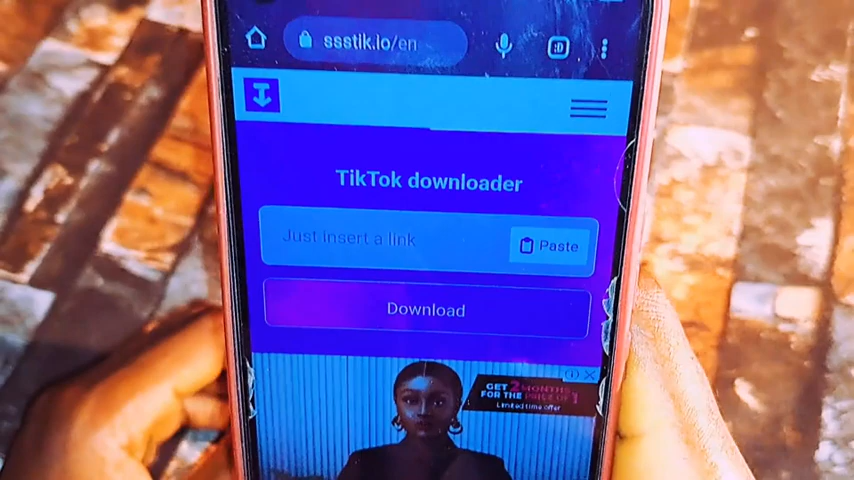 ssstik.io/en
:D
TikTok downloader
Just insert a link
Paste
Download
GET 2 MONTHS
FOR THE PRICE OF 1
Limited time offer